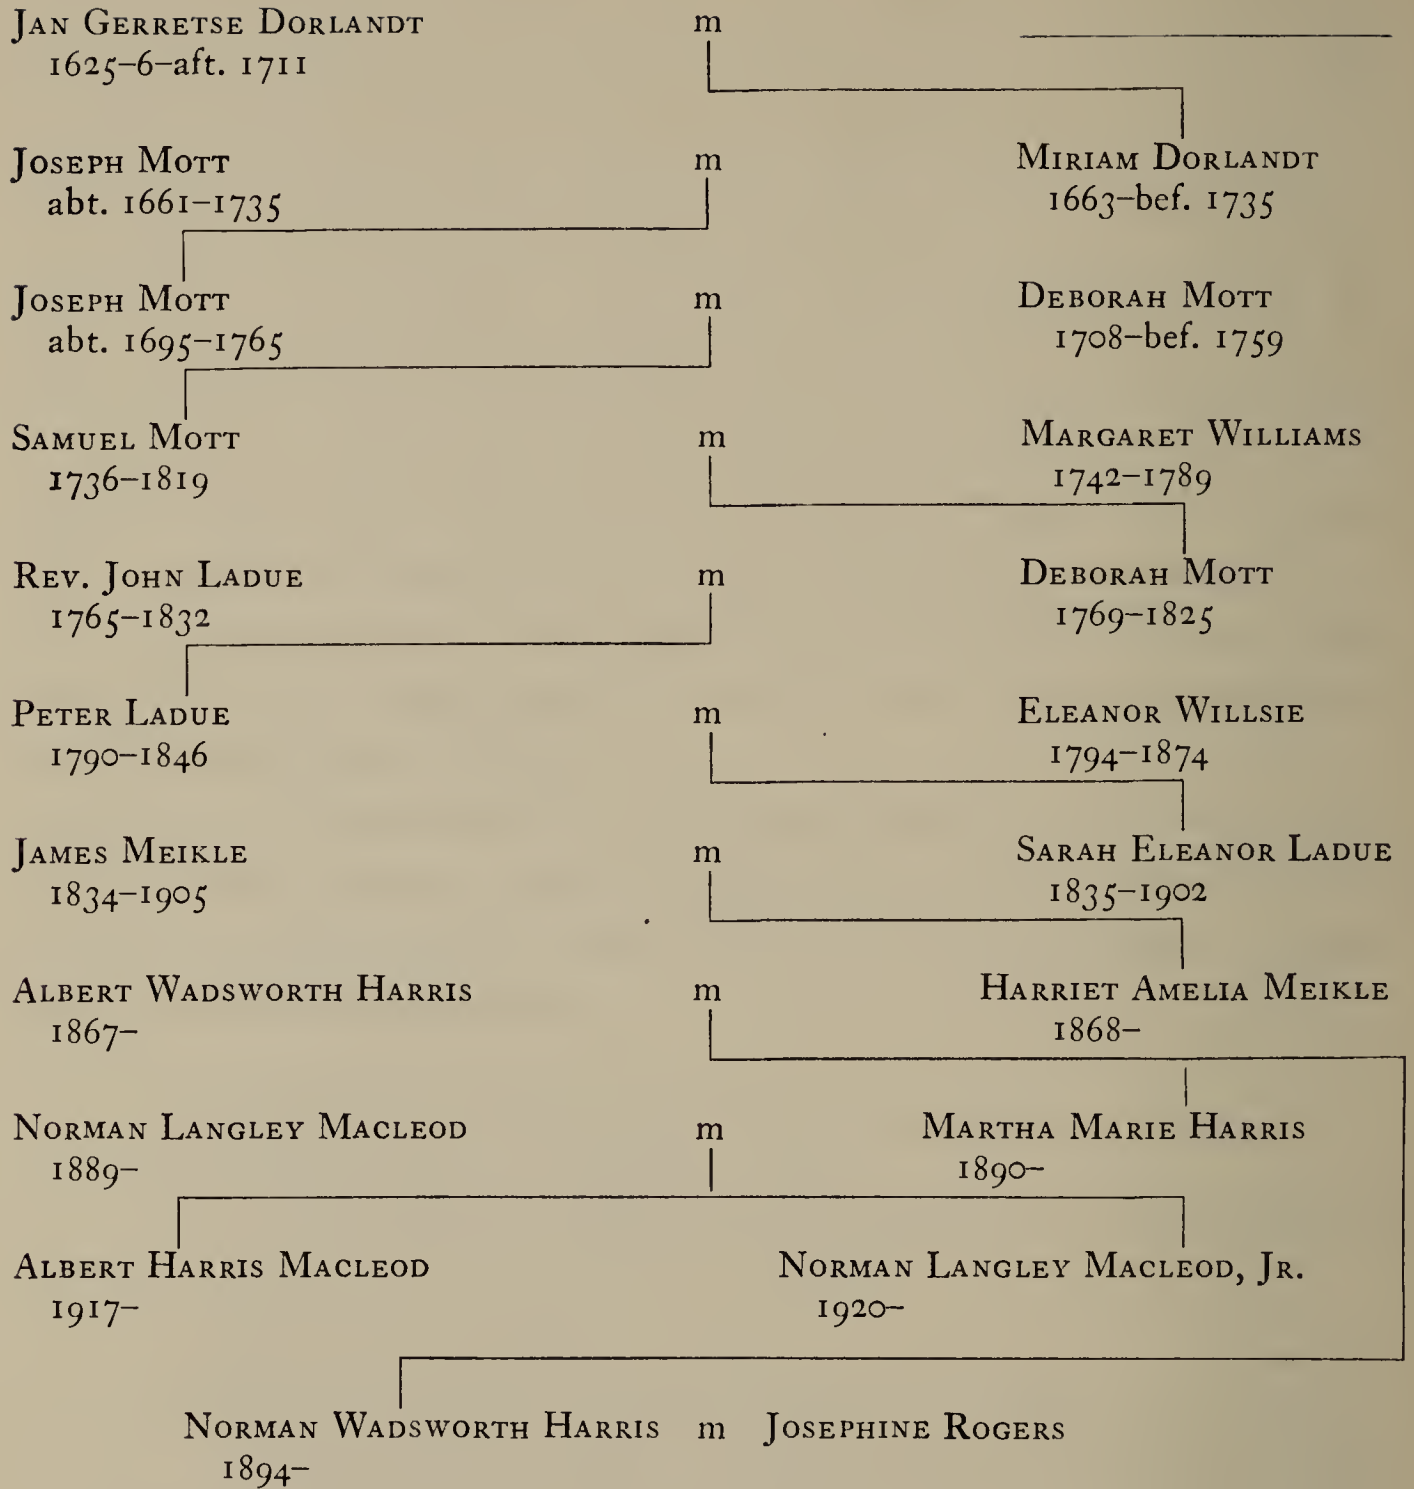 Jan Gerretse Dorlandt m
1625–6–aft. 1711
Joseph Mott m Miriam Dorlandt
abt. 1661–1735 1663–bef. 1735
Joseph Mott m Deborah Mott
abt. 1695–1765 1708–bef. 1759
Samuel Mott m Margaret Williams
1736–1819 1742–1789
Rev. John Ladue m Deborah Mott
1765–1832 1769–1825
Peter Ladue m Eleanor Willsie
1790–1846 1794–1874
James Meikle m Sarah Eleanor Ladue
1834–1905 1835–1902
Albert Wadsworth Harris m Harriet Amelia Meikle
1867– 1868–
Norman Langley Macleod m Martha Marie Harris
1889– 1890–
Albert Harris Macleod Norman Langley Macleod, Jr.
1917– 1920–
Norman Wadsworth Harris m Josephine Rogers
1894–